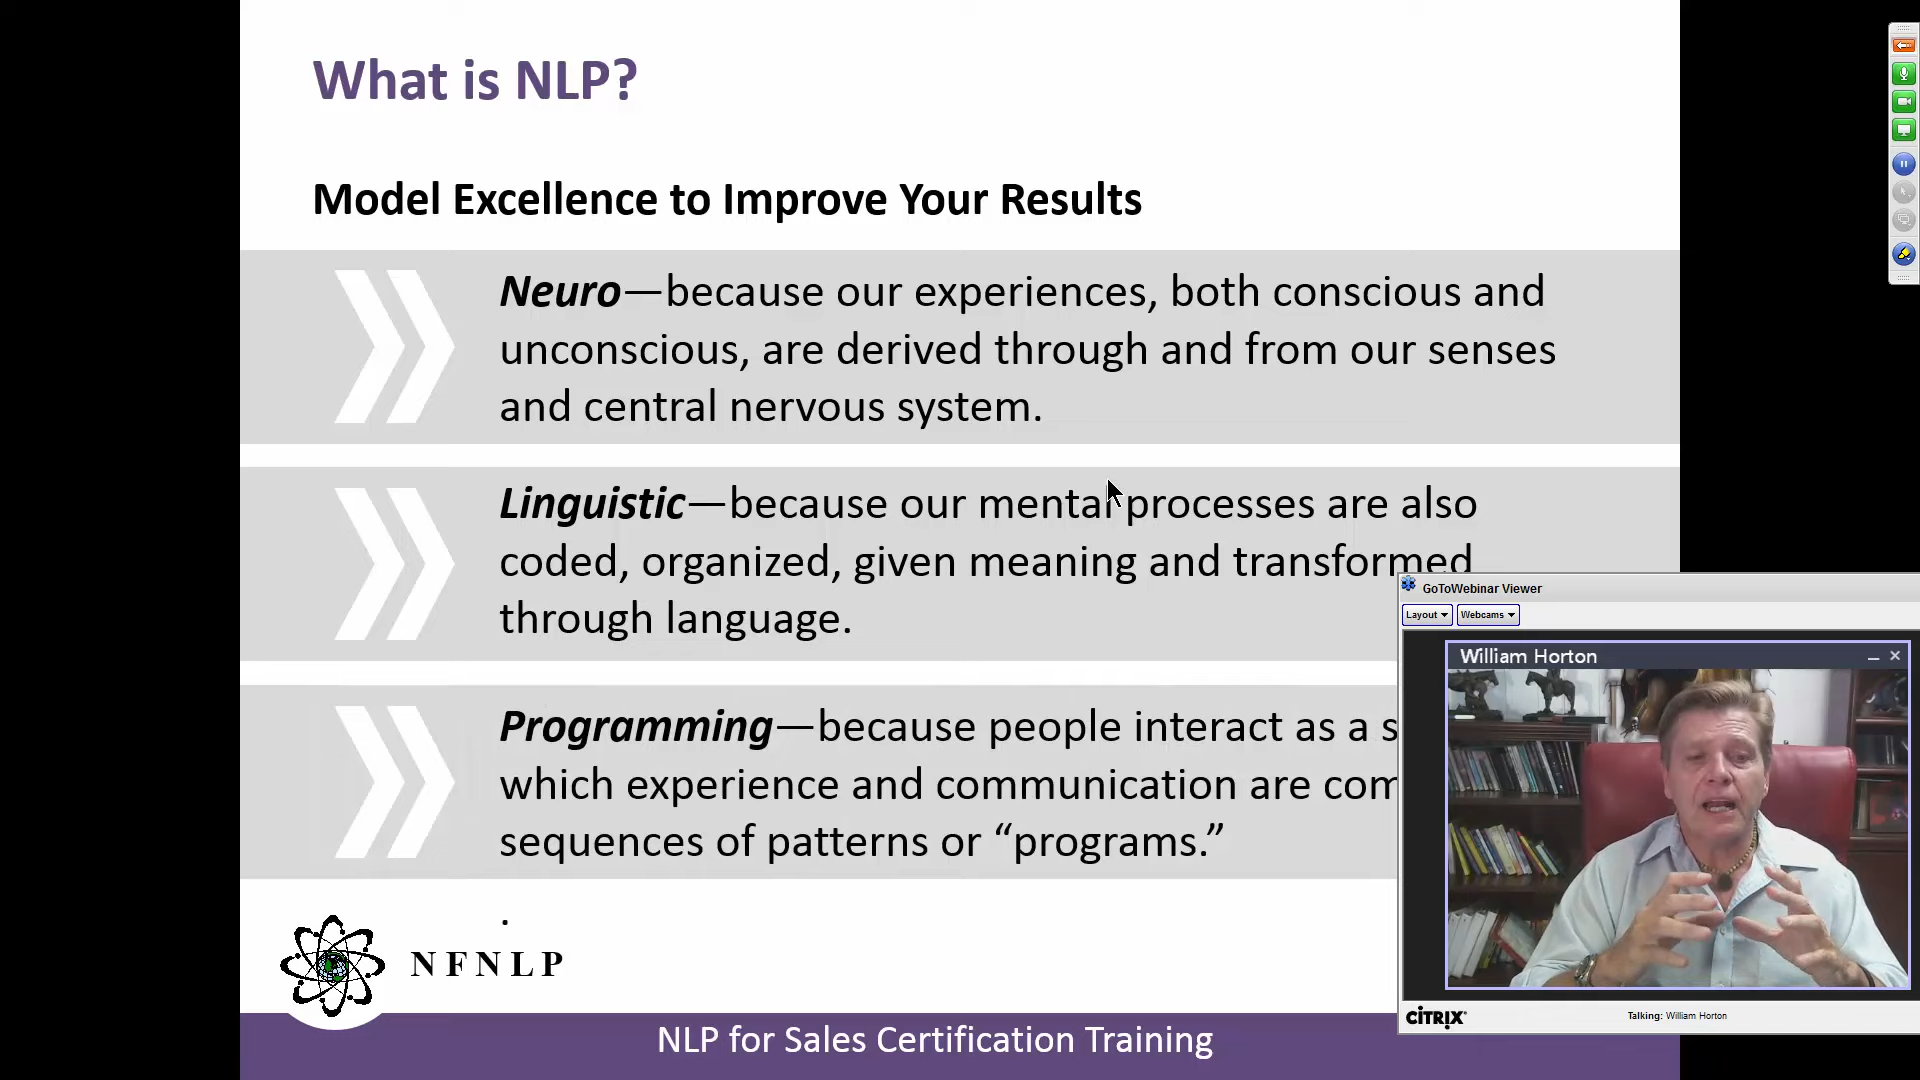 What is NLP?
Model Excellence to Improve Your Results
Neuro—because our experiences, both conscious and
unconscious, are derived through and from our senses
and central nervous system.
Linguistic—because our mental processes are also
coded, organized, given meaning and transformed
through language.
Programming—because people interact as a s
which experience and communication are com
sequences of patterns or “programs.”
.
NFNLP
NLP for Sales Certification Training
GoToWebinar Viewer
Layout Webcams
William Horton
CİTRIX
Talking: William Horton